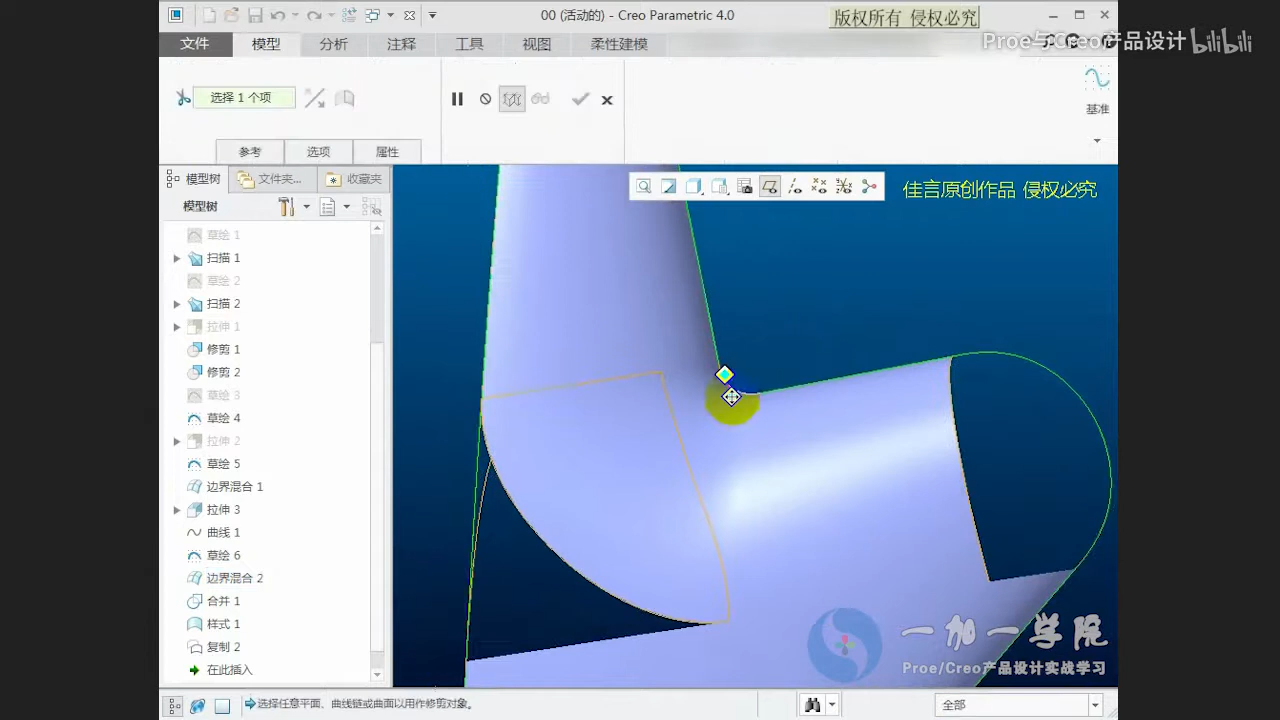 00 (活动的) - Creo Parametric 4.0
版权所有 侵权必究
Proe与Creo产品设计 bilibili
文件 模型 分析 注释 工具 视图 柔性建模
选择 1 个项
基准
参考 选项 属性
模型树 文件夹... 收藏夹
佳言原创作品 侵权必究
模型树
草绘 1
扫描 1
草绘 2
扫描 2
拉伸 1
修剪 1
修剪 2
草绘 3
草绘 4
拉伸 2
草绘 5
边界混合 1
拉伸 3
曲线 1
草绘 6
边界混合 2
合并 1
样式 1
复制 2
在此插入
一加一学院
Proe/Creo产品设计实战学习
选择任意平面、曲线链或曲面以用作修剪对象。
全部